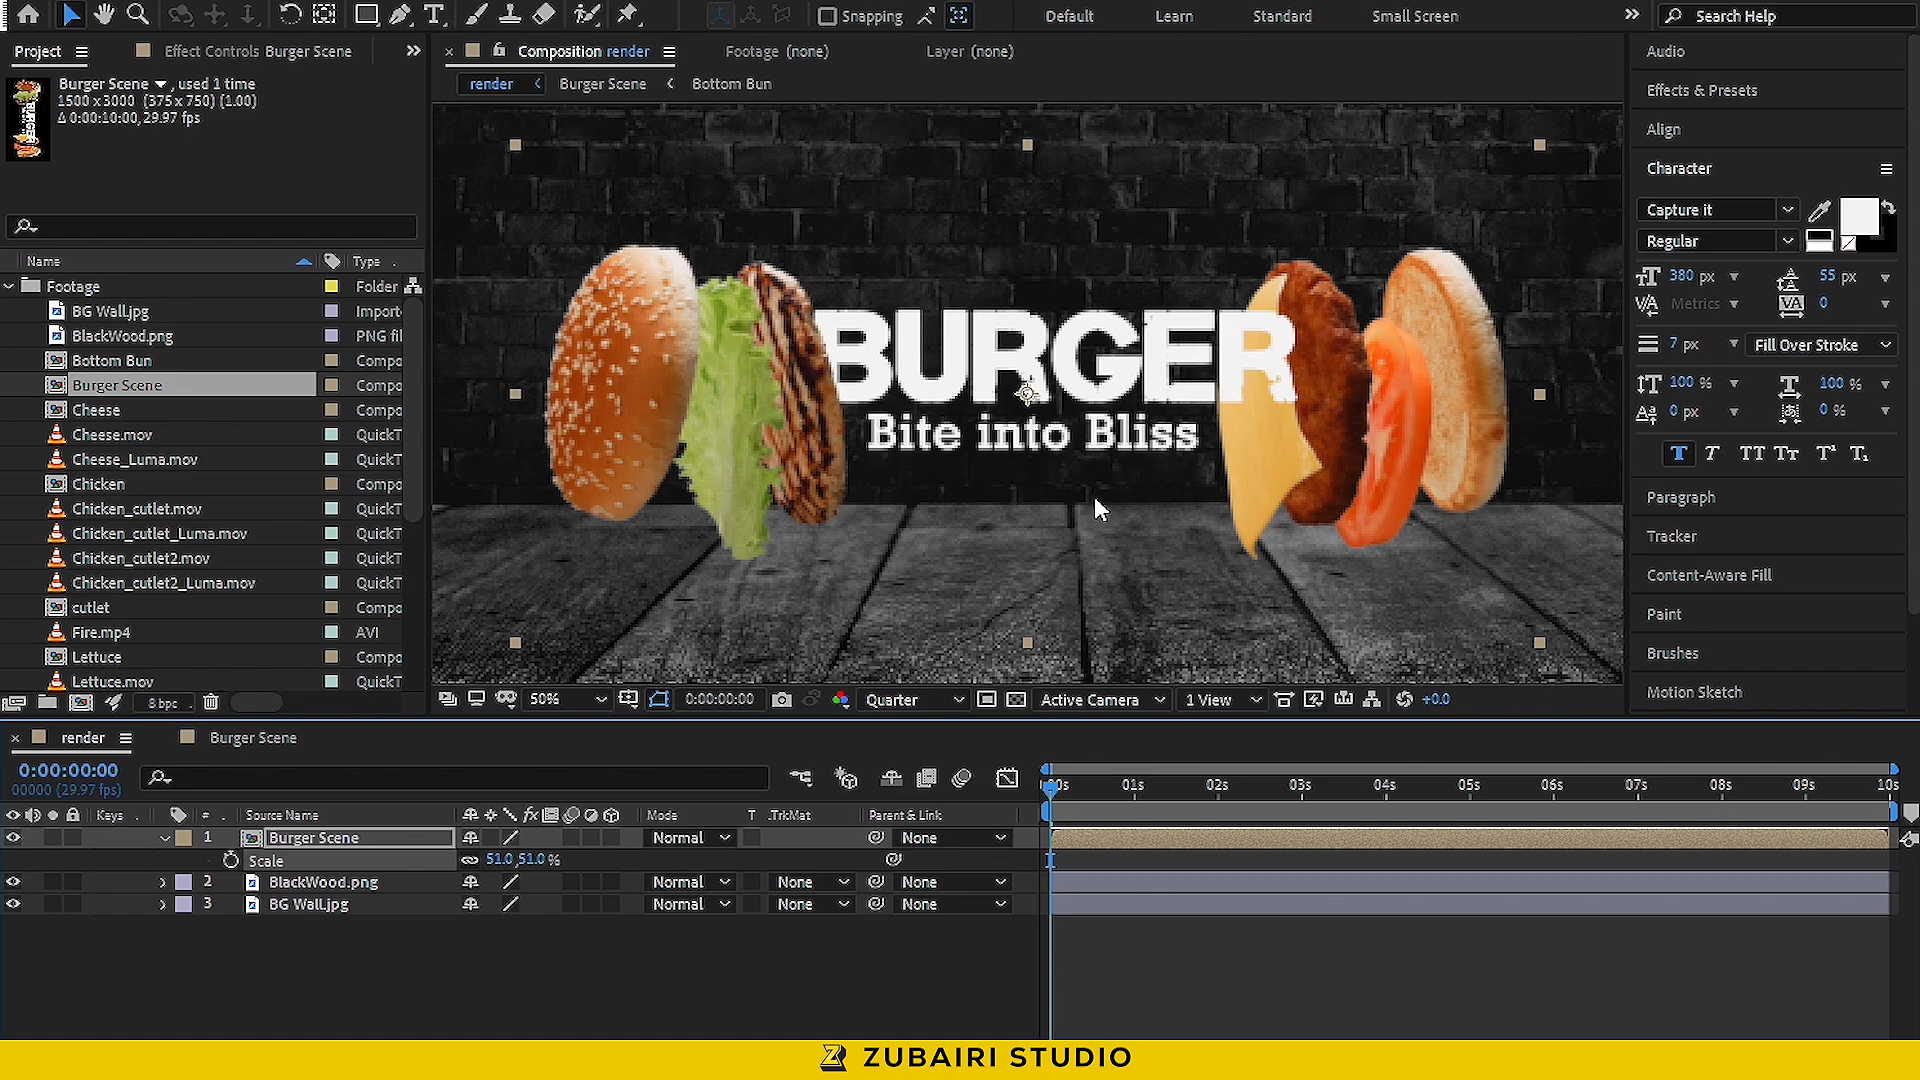 Snapping
Default
Learn
Standard
Small Screen
Search Help
Project
Effect Controls Burger Scene
Composition render
Footage (none)
Layer (none)
Audio
Burger Scene , used 1 time
1500 x 3000 (375 x 750) (1.00)
Δ 0:00:10:00, 29.97 fps
render
Burger Scene
Bottom Bun
Effects & Presets
Align
Character
Capture it
Regular
380 px
55 px
Metrics
0
7 px
Fill Over Stroke
100 %
100 %
0 px
0 %
Paragraph
Tracker
Content-Aware Fill
Paint
Brushes
Motion Sketch
Name
Type
Footage
Folder
BG Wall.jpg
Import
BlackWood.png
PNG fil
Bottom Bun
Compo
Burger Scene
Compo
Cheese
Compo
Cheese.mov
QuickT
Cheese_Luma.mov
QuickT
Chicken
Compo
Chicken_cutlet.mov
QuickT
Chicken_cutlet_Luma.mov
QuickT
Chicken_cutlet2.mov
QuickT
Chicken_cutlet2_Luma.mov
QuickT
cutlet
Compo
Fire.mp4
AVI
Lettuce
Compo
Lettuce.mov
QuickT
8 bpc
BURGER
Bite into Bliss
50%
0:00:00:00
Quarter
Active Camera
1 View
+0.0
render
Burger Scene
0:00:00:00
00000 (29.97 fps)
01s
02s
03s
04s
05s
06s
07s
08s
09s
10s
Keys
#
Source Name
fx
Mode
T
.TrkMat
Parent & Link
1
Burger Scene
Normal
None
Scale
51.0,51.0 %
2
BlackWood.png
Normal
None
None
3
BG Wall.jpg
Normal
None
None
ZUBAIRI STUDIO